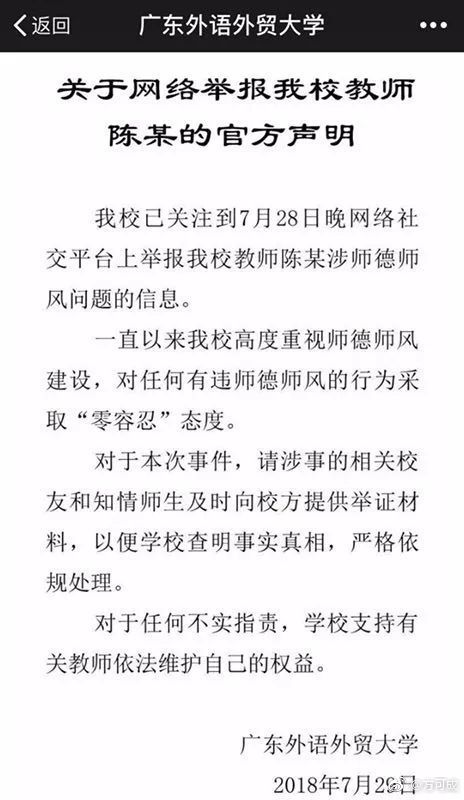 返回
广东外语外贸大学
关于网络举报我校教师
陈某的官方声明
我校已关注到7月28日晚网络社
交平台上举报我校教师陈某涉师德师
风问题的信息。
一直以来我校高度重视师德师风
建设，对任何有违师德师风的行为采
取“零容忍”态度。
对于本次事件，请涉事的相关校
友和知情师生及时向校方提供举证材
料，以便学校查明事实真相，严格依
规处理。
对于任何不实指责，学校支持有
关教师依法维护自己的权益。
广东外语外贸大学
2018年7月29日
@方可成